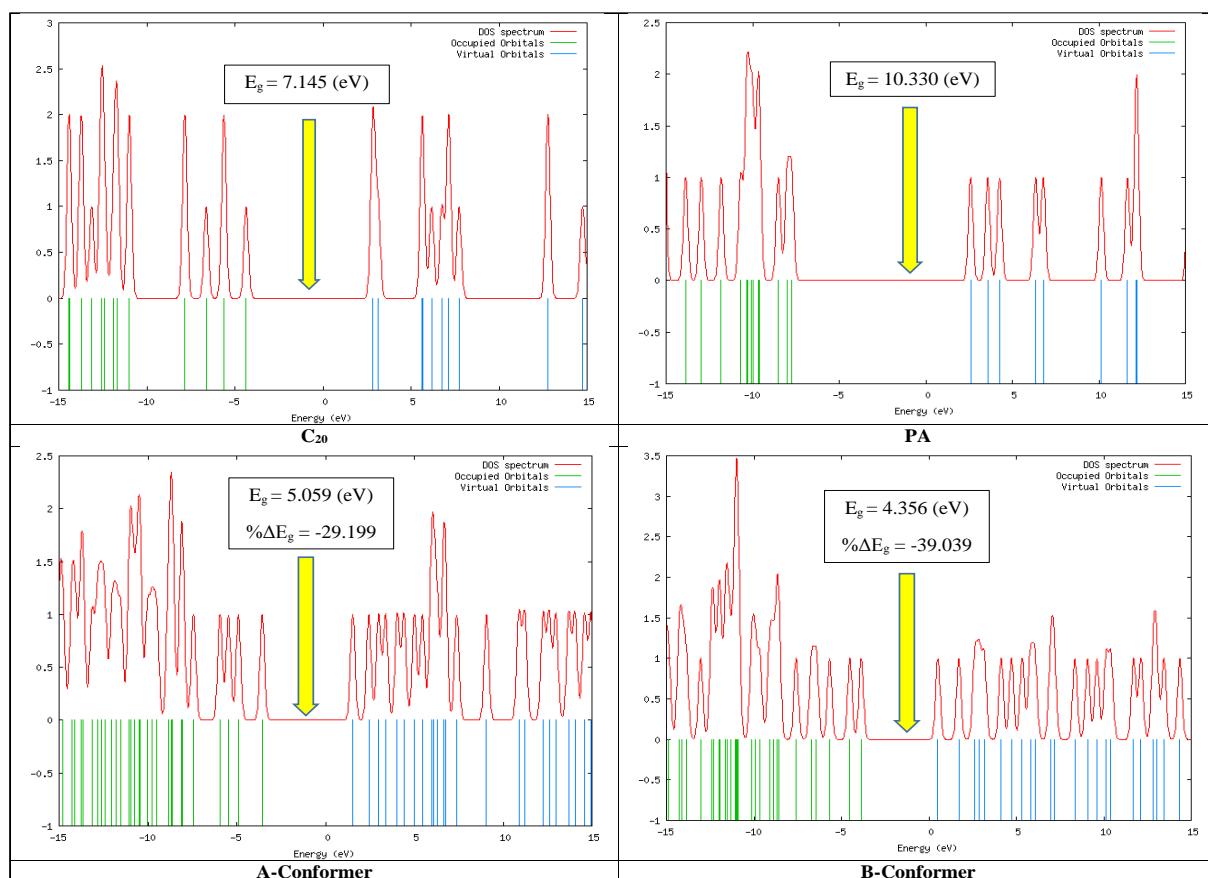 DOS spectrum
Occupied Orbitals
Virtual Orbitals
Eg = 7.145 (eV)
3
2.5
2
1.5
1
0.5
0
-0.5
-1
-15 -10 -5 0 5 10 15
Energy (eV)
C20
DOS spectrum
Occupied Orbitals
Virtual Orbitals
Eg = 10.330 (eV)
2.5
2
1.5
1
0.5
0
-0.5
-1
-15 -10 -5 0 5 10 15
Energy (eV)
PA
DOS spectrum
Occupied Orbitals
Virtual Orbitals
Eg = 5.059 (eV)
%ΔEg = -29.199
2.5
2
1.5
1
0.5
0
-0.5
-1
-15 -10 -5 0 5 10 15
Energy (eV)
A-Conformer
DOS spectrum
Occupied Orbitals
Virtual Orbitals
Eg = 4.356 (eV)
%ΔEg = -39.039
3.5
3
2.5
2
1.5
1
0.5
0
-0.5
-1
-15 -10 -5 0 5 10 15
Energy (eV)
B-Conformer